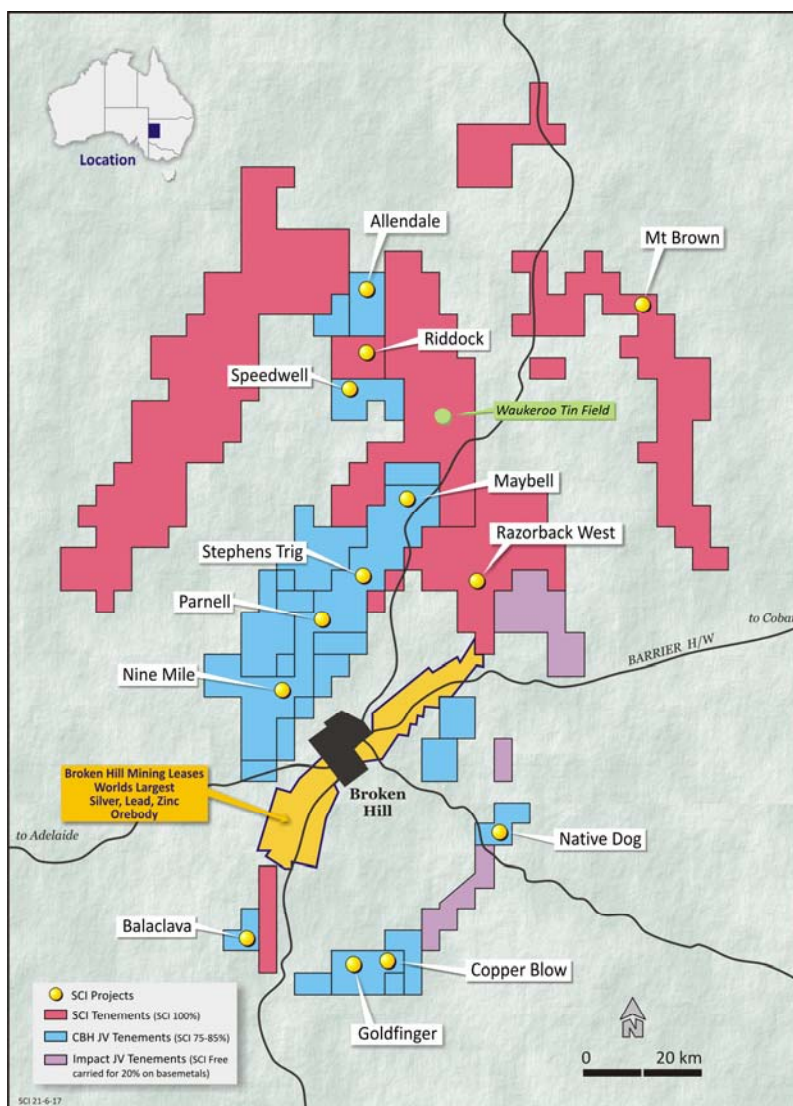 Location
Allendale
Mt Brown
Riddock
Speedwell
Waukeroo Tin Field
Maybell
Razorback West
Stephens Trig
Parnell
to Cobar
BARRIER H/W
Nine Mile
Broken Hill Mining Leases
Worlds Largest
Silver, Lead, Zinc
Orebody
Broken
Hill
to Adelaide
Native Dog
Balaclava
Copper Blow
Goldfinger
SCI Projects
SCI Tenements (SCI 100%)
CBH JV Tenements (SCI 75-85%)
Impact JV Tenements (SCI Free
carried for 20% on basemetals)
N
0 20 km
SCI 21-6-17